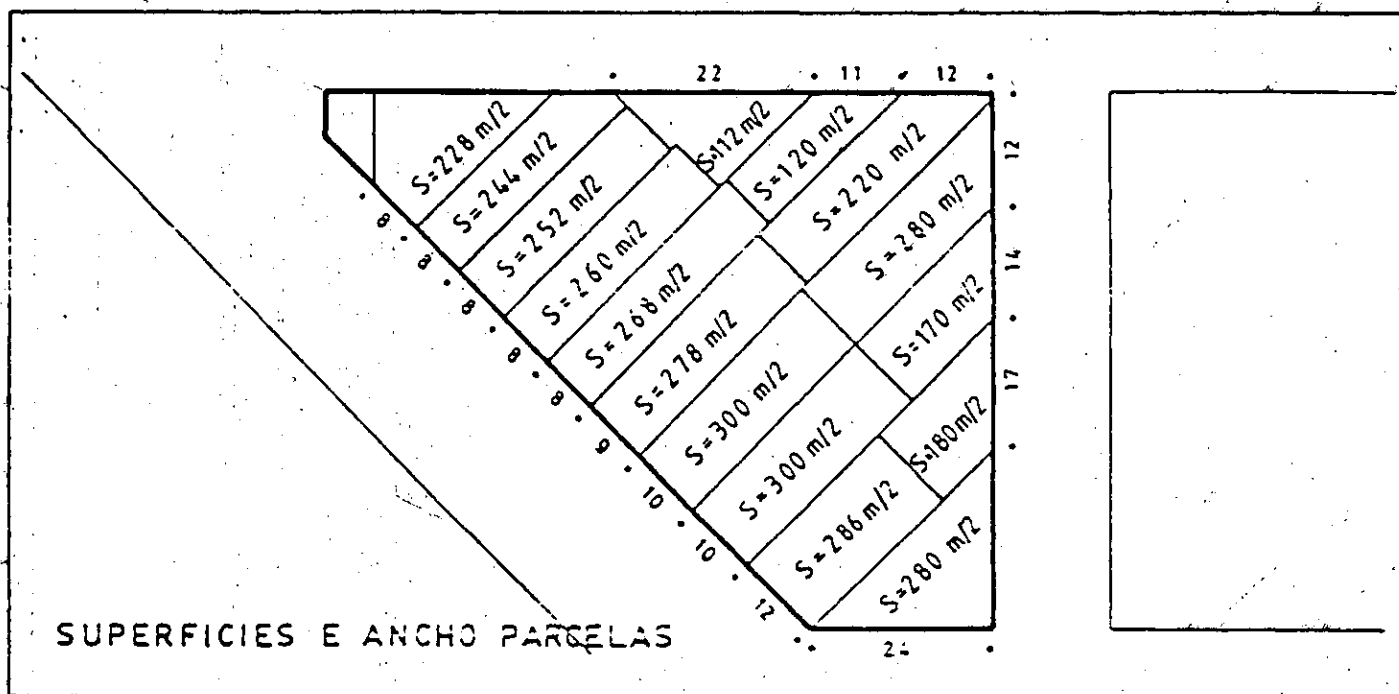 22 11 12
S=228 m/2
S=244 m/2
S=252 m/2
S=260 m/2
S=268 m/2
S=278 m/2
S=300 m/2
S=300 m/2
S=286 m/2
S=280 m/2
S=112 m/2
S=120 m/2
S=220 m/2
S=280 m/2
S=170 m/2
S=180 m/2
12
14
17
8
8
8
8
8
9
10
10
12
24
SUPERFICIES E ANCHO PARCELAS